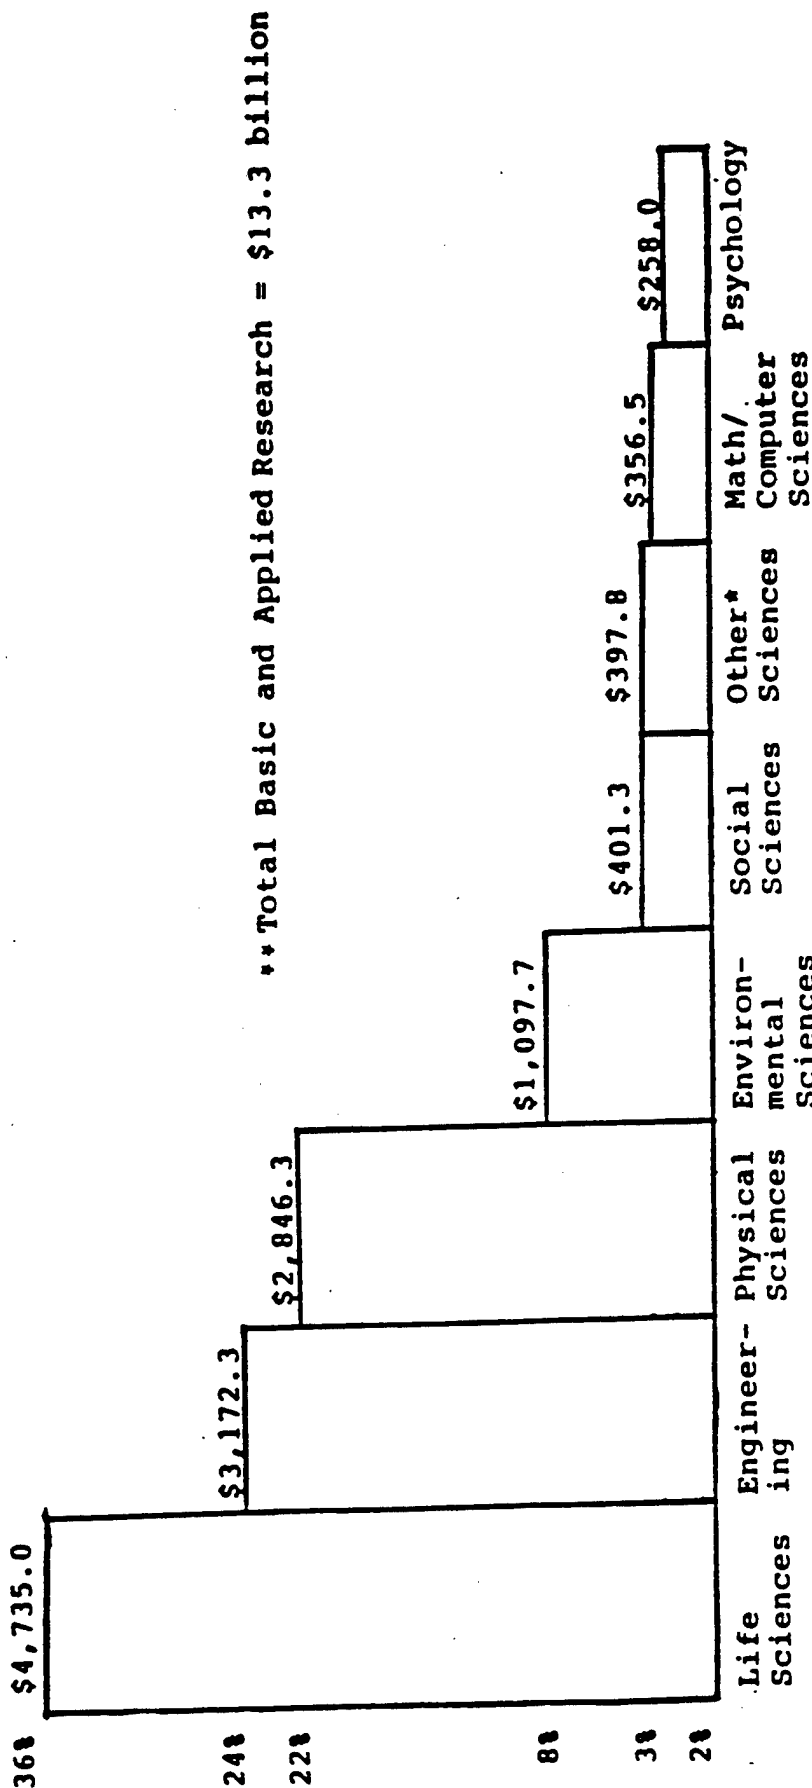 **Total Basic and Applied Research = $13.3 billion
36%
24%
22%
8%
3%
2%
$4,735.0
$3,172.3
$2,846.3
$1,097.7
$401.3
$397.8
$356.5
$258.0
Life
Sciences
Engineer-
ing
Physical
Sciences
Environ-
mental
Sciences
Social
Sciences
Other*
Sciences
Math/
Computer
Sciences
Psychology